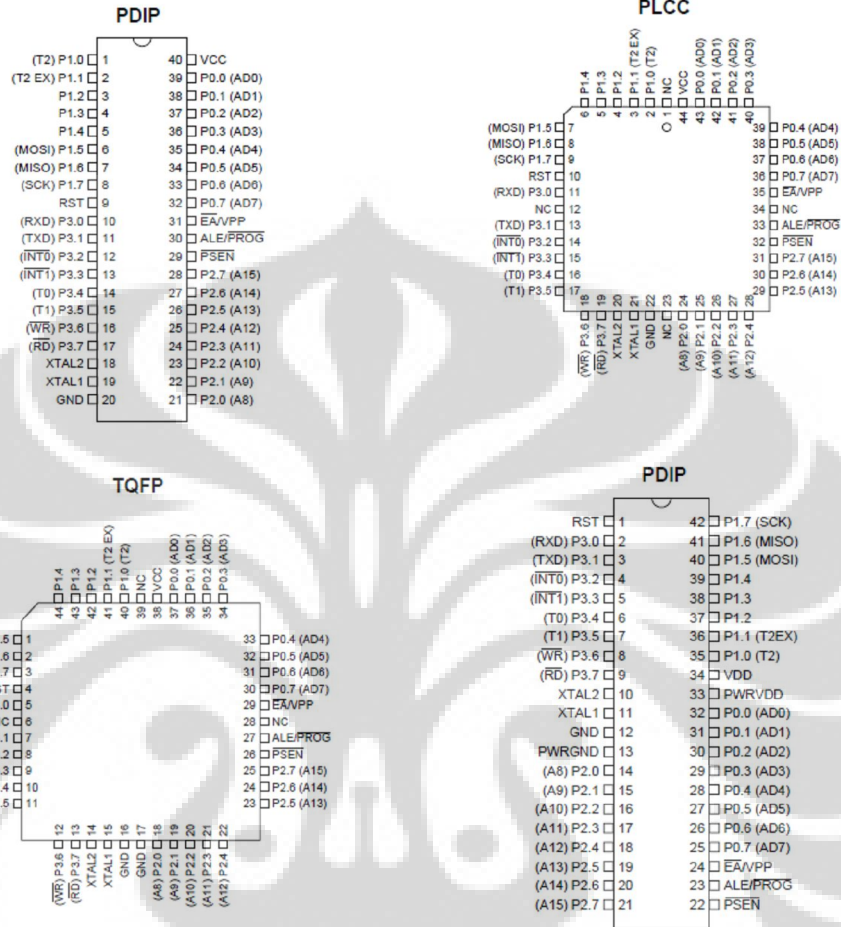 PDIP
(T2) P1.0 1 40 VCC
(T2 EX) P1.1 2 39 P0.0 (AD0)
P1.2 3 38 P0.1 (AD1)
P1.3 4 37 P0.2 (AD2)
P1.4 5 36 P0.3 (AD3)
(MOSI) P1.5 6 35 P0.4 (AD4)
(MISO) P1.6 7 34 P0.5 (AD5)
(SCK) P1.7 8 33 P0.6 (AD6)
RST 9 32 P0.7 (AD7)
(RXD) P3.0 10 31 EA/VPP
(TXD) P3.1 11 30 ALE/PROG
(INT0) P3.2 12 29 PSEN
(INT1) P3.3 13 28 P2.7 (A15)
(T0) P3.4 14 27 P2.6 (A14)
(T1) P3.5 15 26 P2.5 (A13)
(WR) P3.6 16 25 P2.4 (A12)
(RD) P3.7 17 24 P2.3 (A11)
XTAL2 18 23 P2.2 (A10)
XTAL1 19 22 P2.1 (A9)
GND 20 21 P2.0 (A8)
PLCC
6 P1.4
5 P1.3
4 P1.2
3 P1.1 (T2 EX)
2 P1.0 (T2)
1 NC
44 VCC
43 P0.0 (AD0)
42 P0.1 (AD1)
41 P0.2 (AD2)
40 P0.3 (AD3)
(MOSI) P1.5 7 39 P0.4 (AD4)
(MISO) P1.6 8 38 P0.5 (AD5)
(SCK) P1.7 9 37 P0.6 (AD6)
RST 10 36 P0.7 (AD7)
(RXD) P3.0 11 35 EA/VPP
NC 12 34 NC
(TXD) P3.1 13 33 ALE/PROG
(INT0) P3.2 14 32 PSEN
(INT1) P3.3 15 31 P2.7 (A15)
(T0) P3.4 16 30 P2.6 (A14)
(T1) P3.5 17 29 P2.5 (A13)
(WR) P3.6 18
(RD) P3.7 19
XTAL2 20
XTAL1 21
GND 22
NC 23
(A8) P2.0 24
(A9) P2.1 25
(A10) P2.2 26
(A11) P2.3 27
(A12) P2.4 28
TQFP
44 P1.4
43 P1.3
42 P1.2
41 P1.1 (T2 EX)
40 P1.0 (T2)
39 NC
38 VCC
37 P0.0 (AD0)
36 P0.1 (AD1)
35 P0.2 (AD2)
34 P0.3 (AD3)
.5 1 33 P0.4 (AD4)
.6 2 32 P0.5 (AD5)
.7 3 31 P0.6 (AD6)
ST 4 30 P0.7 (AD7)
.0 5 29 EA/VPP
C 6 28 NC
.1 7 27 ALE/PROG
.2 8 26 PSEN
.3 9 25 P2.7 (A15)
.4 10 24 P2.6 (A14)
.5 11 23 P2.5 (A13)
(WR) P3.6 12
(RD) P3.7 13
XTAL2 14
XTAL1 15
GND 16
GND 17
(A8) P2.0 18
(A9) P2.1 19
(A10) P2.2 20
(A11) P2.3 21
(A12) P2.4 22
PDIP
RST 1 42 P1.7 (SCK)
(RXD) P3.0 2 41 P1.6 (MISO)
(TXD) P3.1 3 40 P1.5 (MOSI)
(INT0) P3.2 4 39 P1.4
(INT1) P3.3 5 38 P1.3
(T0) P3.4 6 37 P1.2
(T1) P3.5 7 36 P1.1 (T2EX)
(WR) P3.6 8 35 P1.0 (T2)
(RD) P3.7 9 34 VDD
XTAL2 10 33 PWRVDD
XTAL1 11 32 P0.0 (AD0)
GND 12 31 P0.1 (AD1)
PWRGND 13 30 P0.2 (AD2)
(A8) P2.0 14 29 P0.3 (AD3)
(A9) P2.1 15 28 P0.4 (AD4)
(A10) P2.2 16 27 P0.5 (AD5)
(A11) P2.3 17 26 P0.6 (AD6)
(A12) P2.4 18 25 P0.7 (AD7)
(A13) P2.5 19 24 EA/VPP
(A14) P2.6 20 23 ALE/PROG
(A15) P2.7 21 22 PSEN